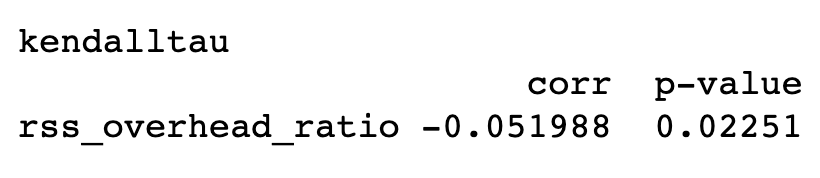 kendalltau
corr p-value
rss_overhead_ratio -0.051988 0.02251